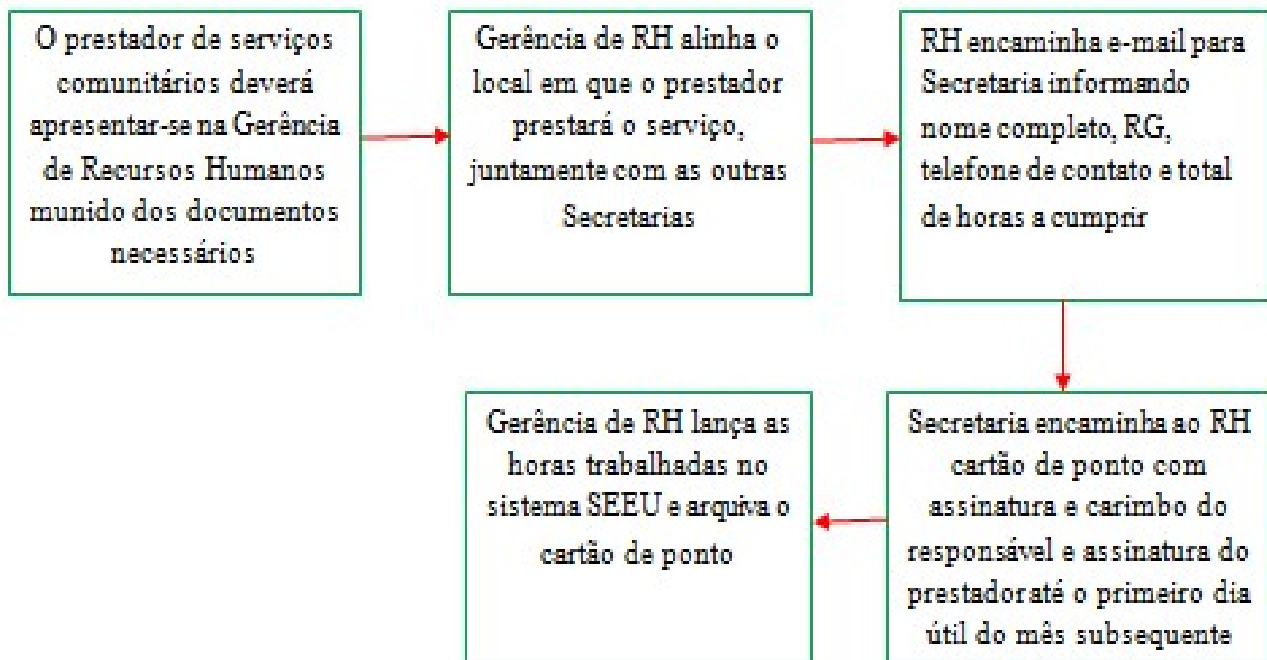 O prestador de serviços
comunitários deverá
apresentar-se na Gerência
de Recursos Humanos
munido dos documentos
necessários
Gerência de RH alinha o
local em que o prestador
prestará o serviço,
juntamente com as outras
Secretarias
RH encaminha e-mail para
Secretaria informando
nome completo, RG,
telefone de contato e total
de horas a cumprir
Secretaria encaminha ao RH
cartão de ponto com
assinatura e carimbo do
responsável e assinatura do
prestador até o primeiro dia
útil do mês subsequente
Gerência de RH lança as
horas trabalhadas no
sistema SEEU e arquiva o
cartão de ponto